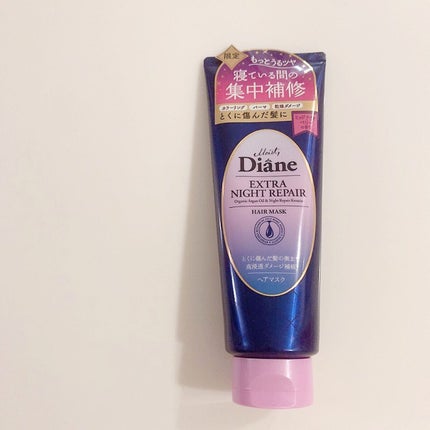 限定
もっとうるツヤ
寝ている間の
集中補修
カラーリング パーマ 乾燥ダメージ
とくに傷んだ髪に
Moist
Diane
EXTRA
NIGHT REPAIR
Organic Argan Oil & Night Repair Keratin
HAIR MASK
とくに傷んだ髪の
高浸透ダメージ補修
ヘアマスク